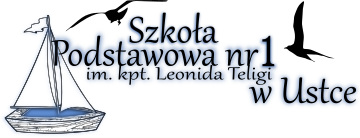 Szkoła
Podstawowa nr1
im. kpt. Leonida Teligi
w Ustce